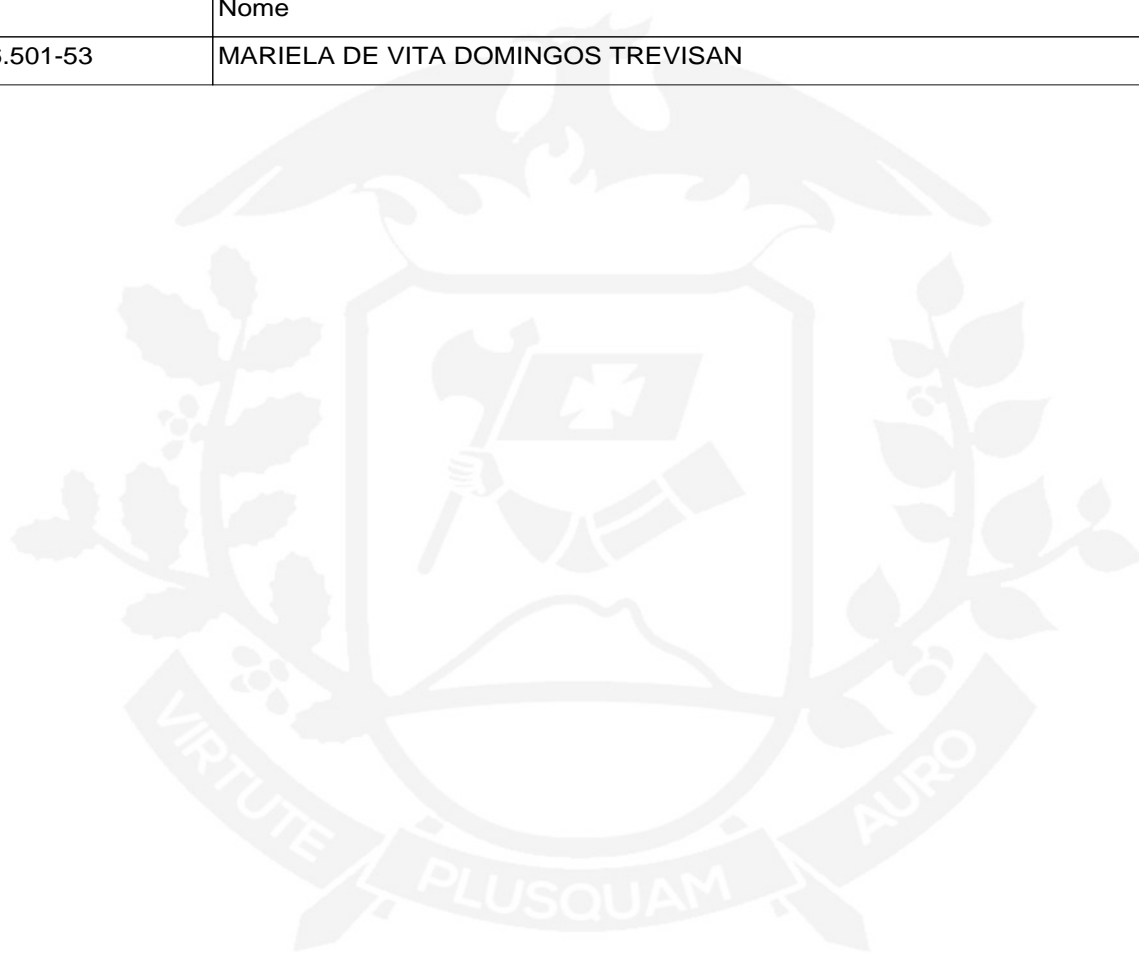 Nome
.501-53 MARIELA DE VITA DOMINGOS TREVISAN
VIRTUTE PLUSQUAM AURO